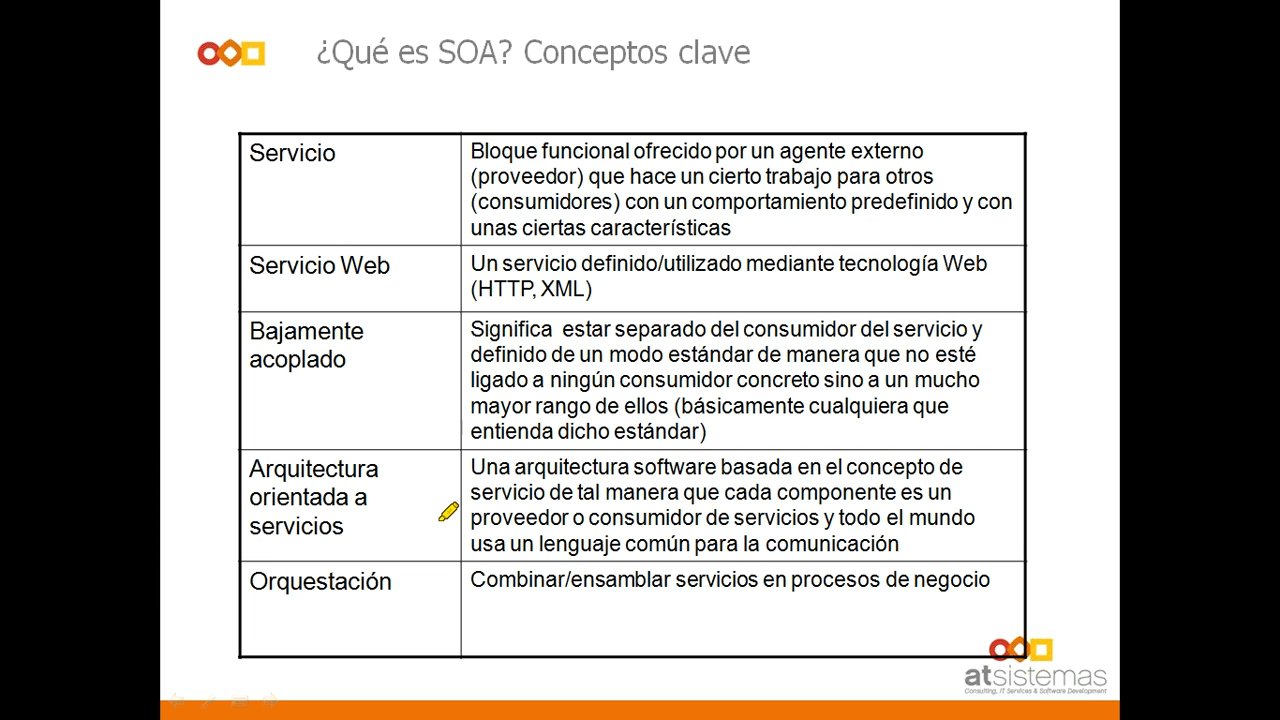 ¿Qué es SOA? Conceptos clave
Servicio
Bloque funcional ofrecido por un agente externo
(proveedor) que hace un cierto trabajo para otros
(consumidores) con un comportamiento predefinido y con
unas ciertas características
Servicio Web
Un servicio definido/utilizado mediante tecnología Web
(HTTP, XML)
Bajamente
acoplado
Significa estar separado del consumidor del servicio y
definido de un modo estándar de manera que no esté
ligado a ningún consumidor concreto sino a un mucho
mayor rango de ellos (básicamente cualquiera que
entienda dicho estándar)
Arquitectura
orientada a
servicios
Una arquitectura software basada en el concepto de
servicio de tal manera que cada componente es un
proveedor o consumidor de servicios y todo el mundo
usa un lenguaje común para la comunicación
Orquestación
Combinar/ensamblar servicios en procesos de negocio
atsistemas
Consulting, IT Services & Software Development